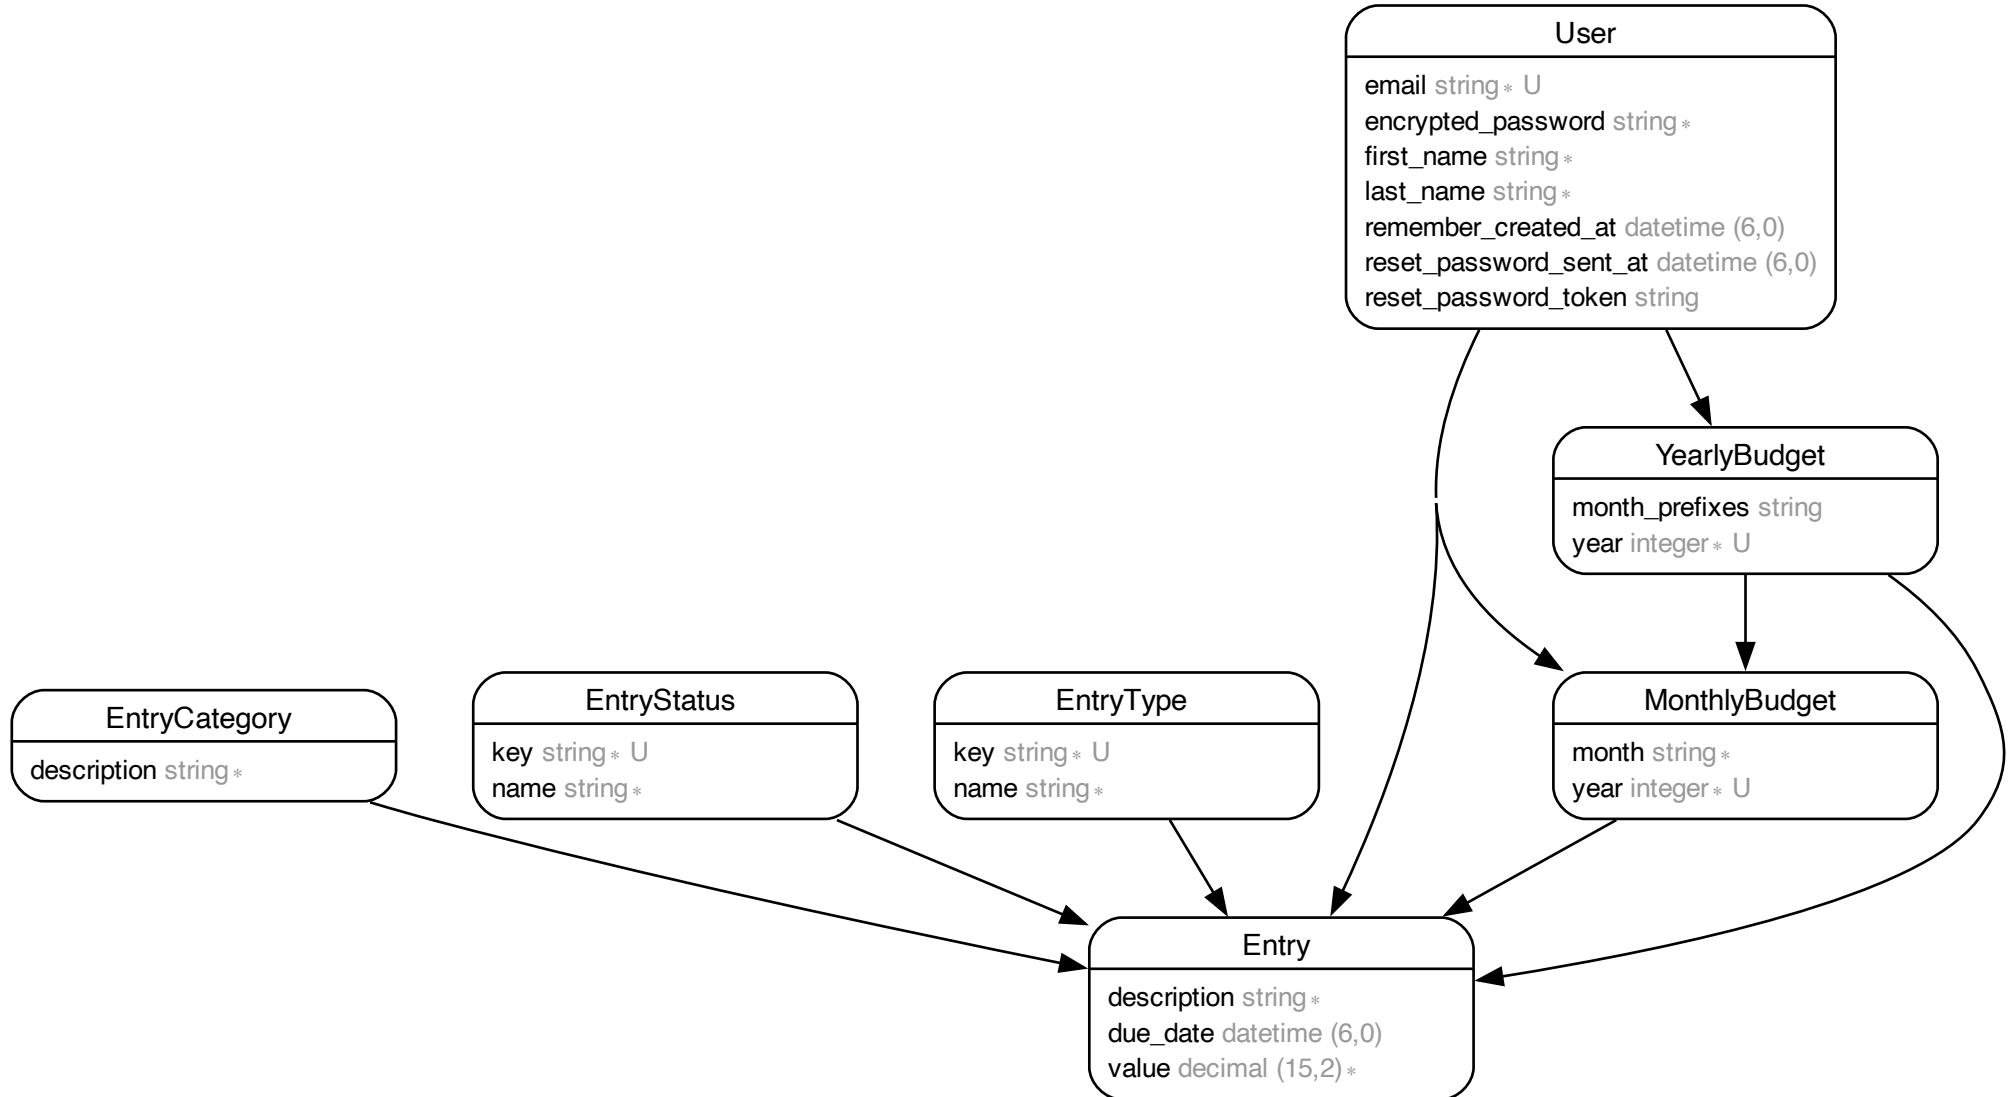 User
email string* U
encrypted_password string*
first_name string*
last_name string*
remember_created_at datetime (6,0)
reset_password_sent_at datetime (6,0)
reset_password_token string
YearlyBudget
month_prefixes string
year integer* U
EntryCategory
description string*
EntryStatus
key string* U
name string*
EntryType
key string* U
name string*
MonthlyBudget
month string*
year integer* U
Entry
description string*
due_date datetime (6,0)
value decimal (15,2)*